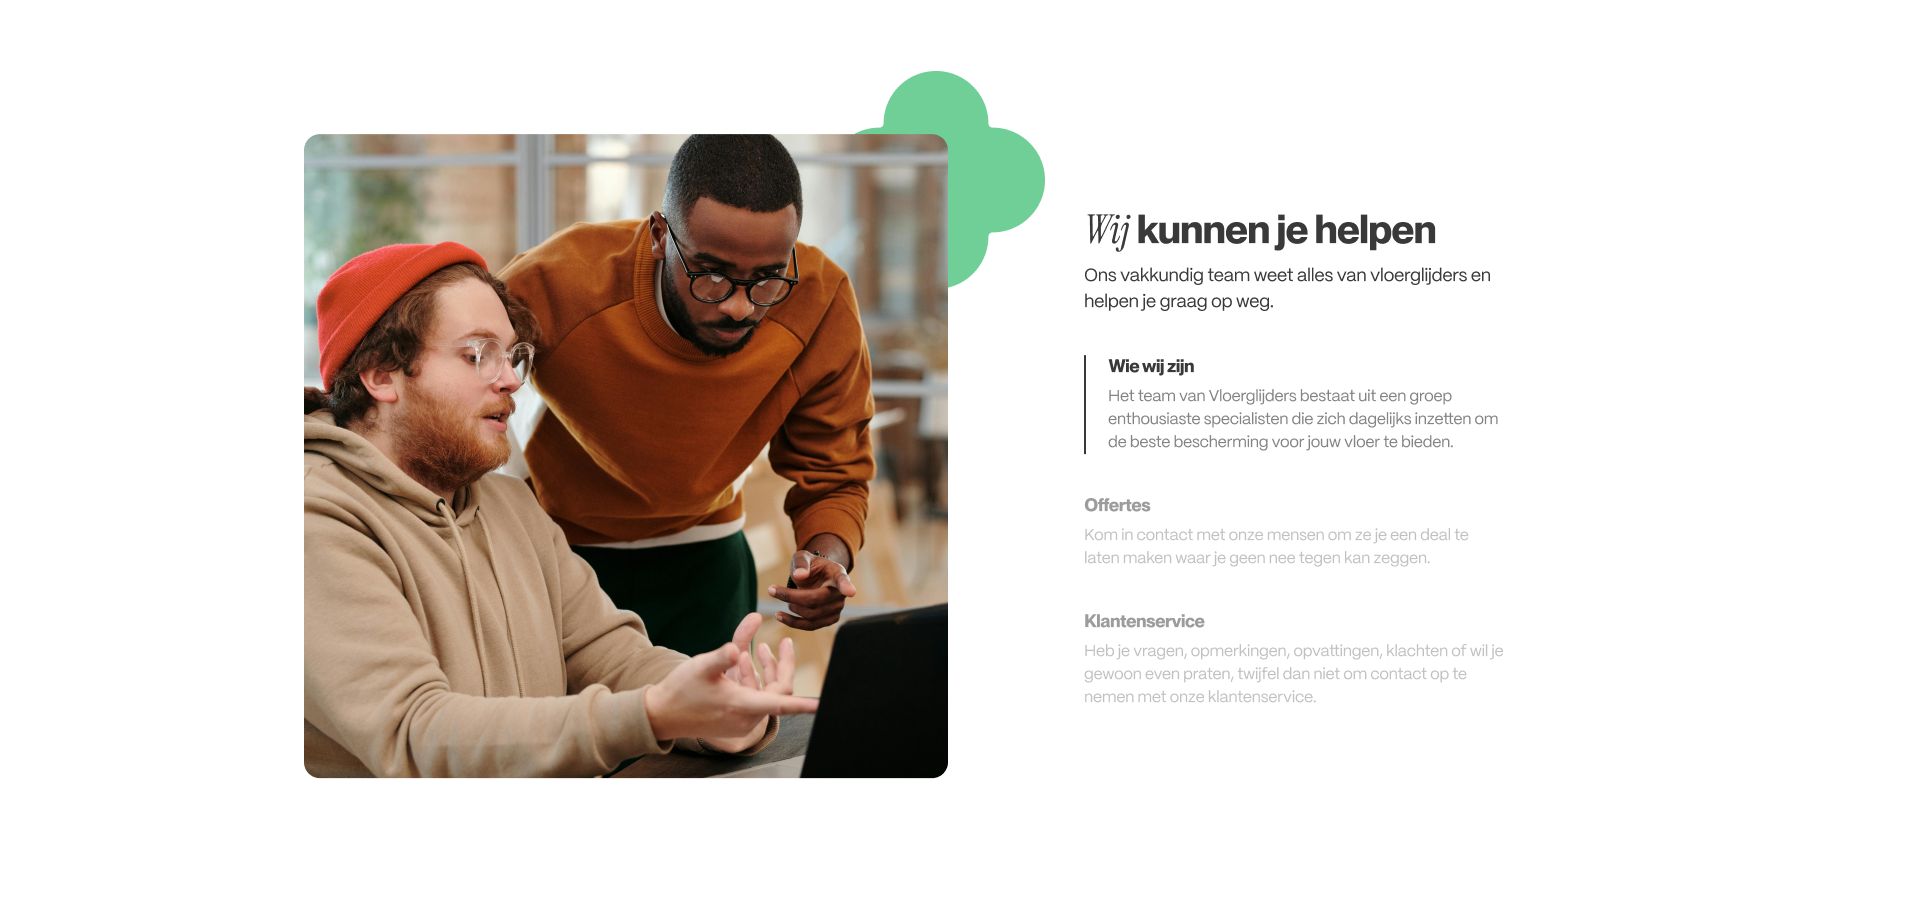 Wij kunnen je helpen
Ons vakkundig team weet alles van vloerglijders en
helpen je graag op weg.
Wie wij zijn
Het team van Vloerglijders bestaat uit een groep
enthousiaste specialisten die zich dagelijks inzetten om
de beste bescherming voor jouw vloer te bieden.
Offertes
Kom in contact met onze mensen om ze je een deal te
laten maken waar je geen nee tegen kan zeggen.
Klantenservice
Heb je vragen, opmerkingen, opvattingen, klachten of wil je
gewoon even praten, twijfel dan niet om contact op te
nemen met onze klantenservice.